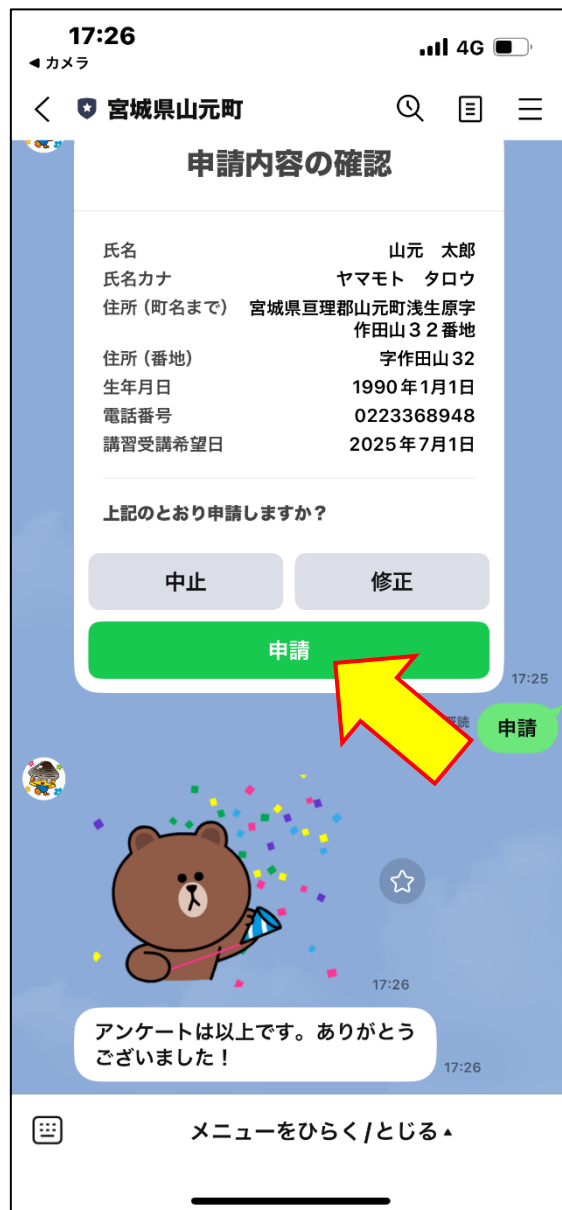 17:26
4G
◀ カメラ
宮城県山元町
申請内容の確認
氏名 山元 太郎
氏名カナ ヤマモト タロウ
住所 (町名まで) 宮城県亘理郡山元町浅生原字
作田山３２番地
住所 (番地) 字作田山32
生年月日 1990年1月1日
電話番号 0223368948
講習受講希望日 2025年7月1日
上記のとおり申請しますか？
中止 修正
申請
17:25
既読
申請
17:26
アンケートは以上です。ありがとう
ございました！
17:26
メニューをひらく/とじる▲